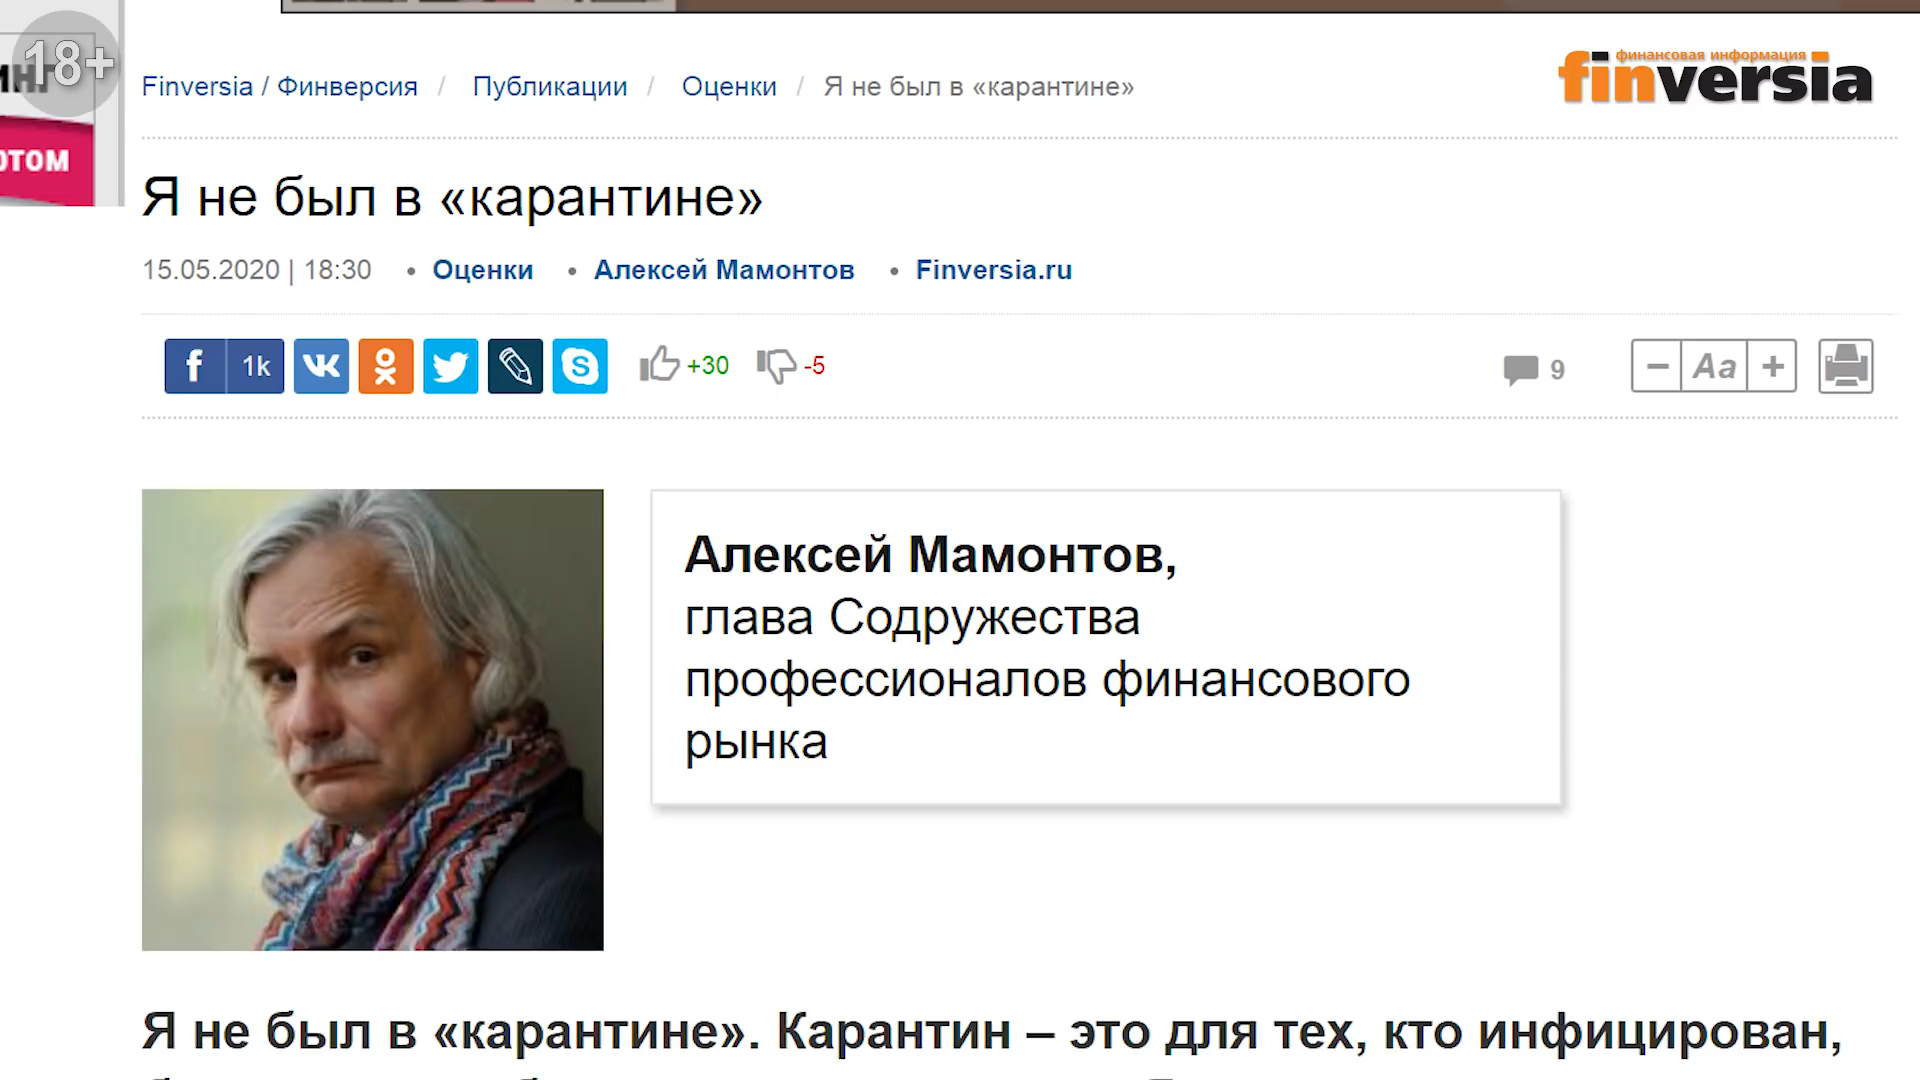 18+
отом
Finversia / Финверсия / Публикации / Оценки / Я не был в «карантине»
финансовая информация
finversia
Я не был в «карантине»
15.05.2020 | 18:30 • Оценки • Алексей Мамонтов • Finversia.ru
f 1k +30 -5 9 − Aa +
Алексей Мамонтов,
глава Содружества
профессионалов финансового
рынка
Я не был в «карантине». Карантин – это для тех, кто инфицирован,